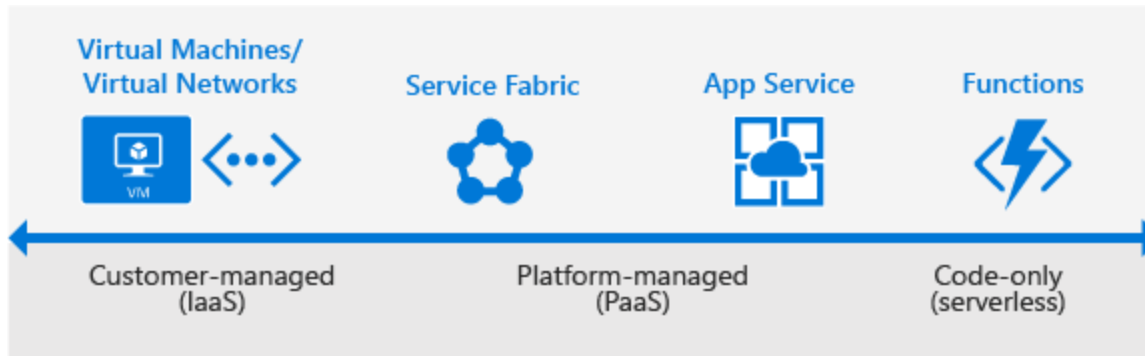 Virtual Machines/
Virtual Networks
Service Fabric
App Service
Functions
VM
Customer-managed
(IaaS)
Platform-managed
(PaaS)
Code-only
(serverless)